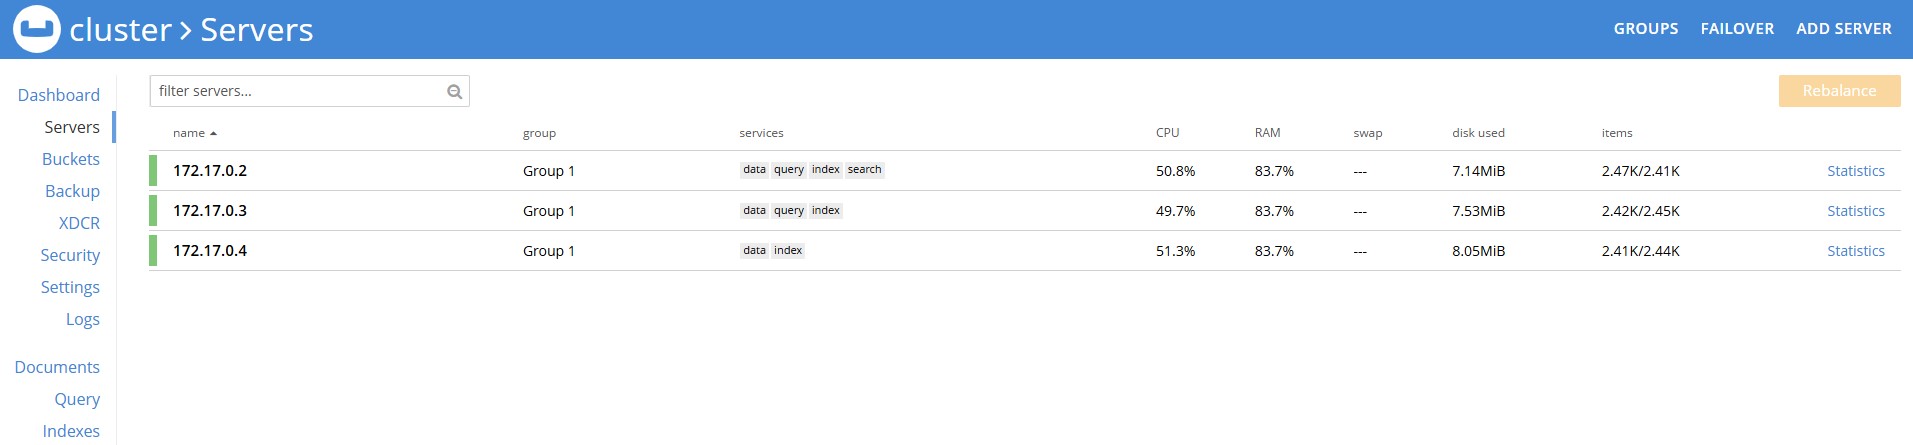 cluster > Servers
GROUPS FAILOVER ADD SERVER
Dashboard
Servers
Buckets
Backup
XDCR
Security
Settings
Logs
Documents
Query
Indexes
filter servers...
Rebalance
name group services CPU RAM swap disk used items
172.17.0.2 Group 1 data query index search 50.8% 83.7% --- 7.14MiB 2.47K/2.41K Statistics
172.17.0.3 Group 1 data query index 49.7% 83.7% --- 7.53MiB 2.42K/2.45K Statistics
172.17.0.4 Group 1 data index 51.3% 83.7% --- 8.05MiB 2.41K/2.44K Statistics